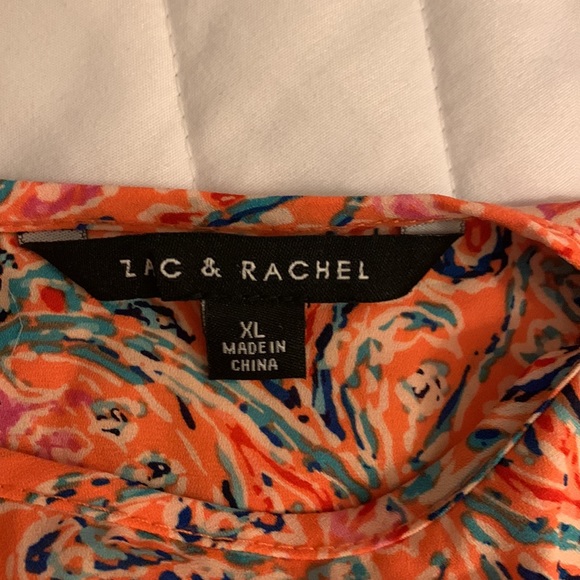 ZAC & RACHEL
XL
MADE IN
CHINA